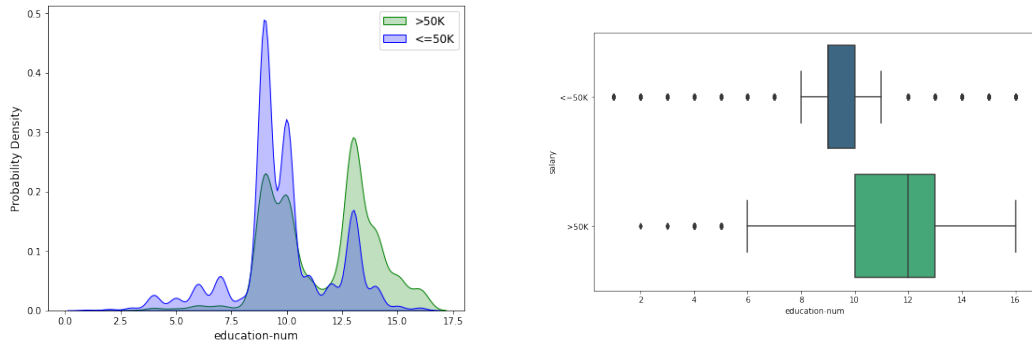 0.5
0.4
0.3
0.2
0.1
0.0
Probability Density
>50K
<=50K
0.0 2.5 5.0 7.5 10.0 12.5 15.0 17.5
education-num
<=50K
salary
>50K
2 4 6 8 10 12 14 16
education-num